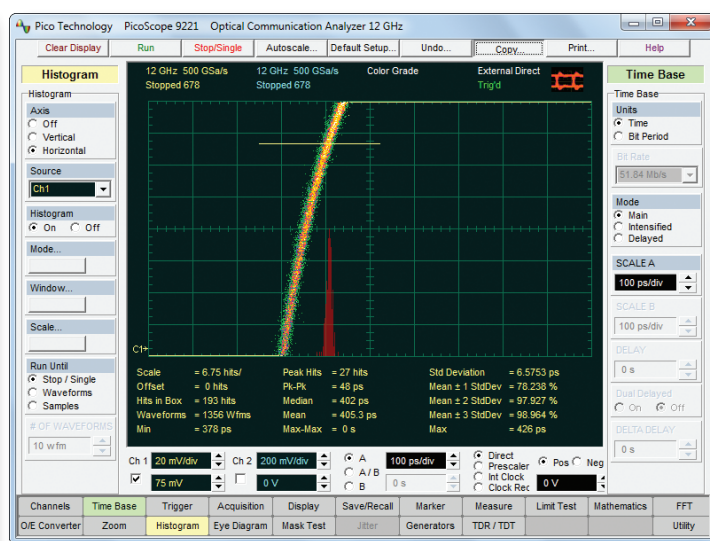 Pico Technology PicoScope 9221 Optical Communication Analyzer 12 GHz
Clear Display Run Stop/Single Autoscale... Default Setup... Undo... Copy... Print... Help
Histogram
Histogram
Axis
Off
Vertical
Horizontal
Source
Ch1
Histogram
On Off
Mode...
Window...
Scale...
Run Until
Stop / Single
Waveforms
Samples
# OF WAVEFORMS
10 wfm
12 GHz 500 GSa/s 12 GHz 500 GSa/s Color Grade External Direct
Stopped 678 Stopped 678 Trig'd
C1
Scale = 6.75 hits/ Peak Hits = 27 hits Std Deviation = 6.5753 ps
Offset = 0 hits Pk-Pk = 48 ps Mean ± 1 StdDev = 78.238 %
Hits in Box = 193 hits Median = 402 ps Mean ± 2 StdDev = 97.927 %
Waveforms = 1356 Wfms Mean = 405.3 ps Mean ± 3 StdDev = 98.964 %
Min = 378 ps Max-Max = 0 s Max = 426 ps
Ch 1 20 mV/div Ch 2 200 mV/div A 100 ps/div Direct Pos Neg
75 mV 0 V A / B B 0 s Prescaler Int Clock Clock Rec 0 V
Time Base
Time Base
Units
Time
Bit Period
Bit Rate
51.84 Mb/s
Mode
Main
Intensified
Delayed
SCALE A
100 ps/div
SCALE B
100 ps/div
DELAY
0 s
Dual Delayed
On Off
DELTA DELAY
0 s
Channels Time Base Trigger Acquisition Display Save/Recall Marker Measure Limit Test Mathematics FFT
O/E Converter Zoom Histogram Eye Diagram Mask Test Jitter Generators TDR / TDT Utility